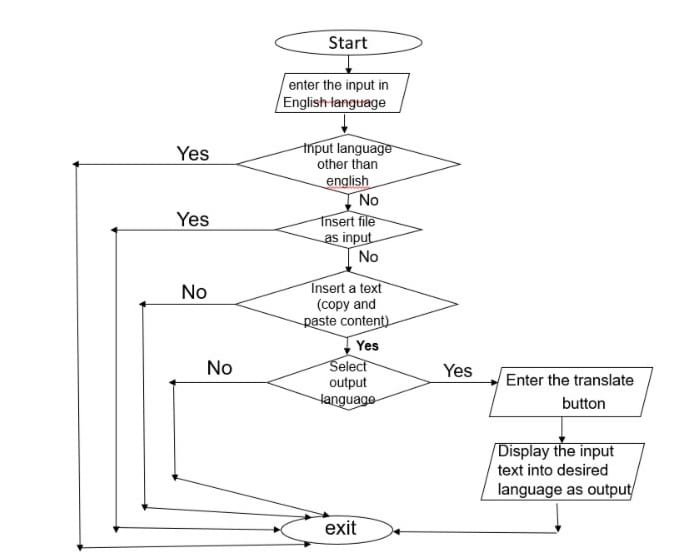 Start
enter the input in
English language
Yes
Input language
other than
english
No
Yes
Insert file
as input
No
No
Insert a text
(copy and
paste content)
Yes
No
Select
output
language
Yes
Enter the translate
button
Display the input
text into desired
language as output
exit